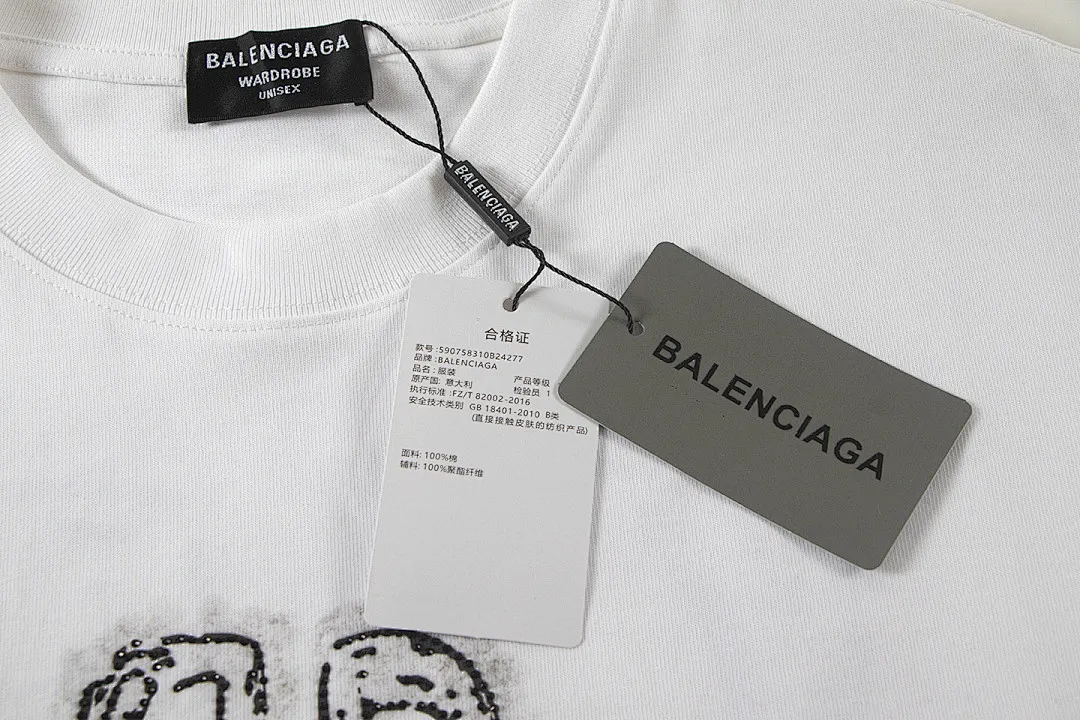 BALENCIAGA
WARDROBE
UNISEX
BALENCIAGA
合格证
款号:590758310B24277
品牌:BALENCIAGA
品名:服装 产品等级
原产国: 意大利 检验员 1
执行标准:FZ/T 82002-2016
安全技术类别 GB 18401-2010 B类
(直接接触皮肤的纺织产品)
面料: 100%棉
辅料: 100%聚酯纤维
BALENCIAGA